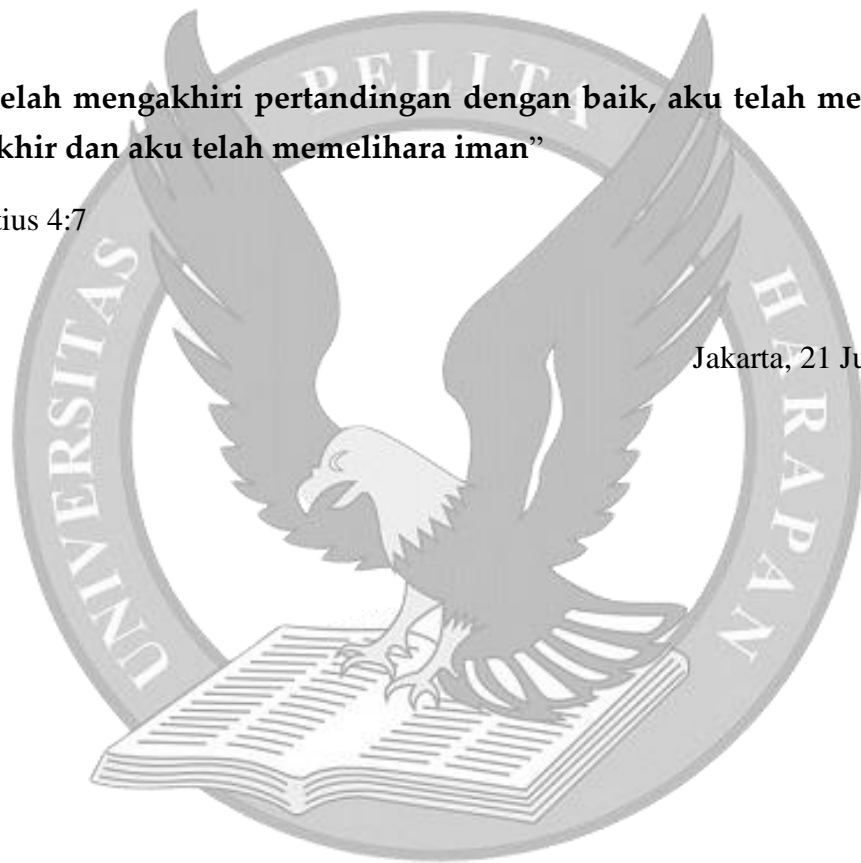 elah mengakhiri pertandingan dengan baik, aku telah me
khir dan aku telah memelihara iman”
tius 4:7
Jakarta, 21 Ju
UNIVERSITAS PELITA HARAPAN